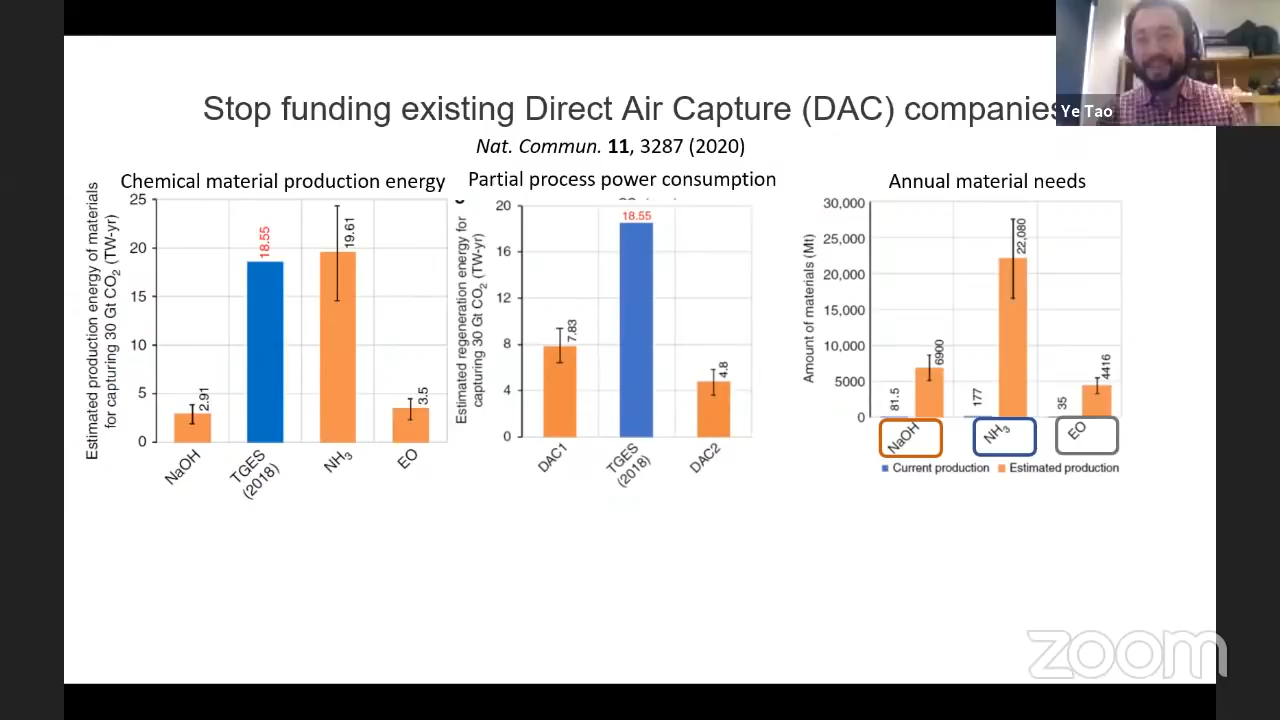 Stop funding existing Direct Air Capture (DAC) companies
Ye Tao
Nat. Commun. 11, 3287 (2020)
Chemical material production energy
Estimated production energy of materials
for capturing 30 Gt CO2 (TW-yr)
25
20
15
10
5
0
2.91
18.55
19.61
3.5
NaOH
TGES
(2018)
NH3
EO
Partial process power consumption
Estimated regeneration energy for
capturing 30 Gt CO2 (TW-yr)
20
16
12
8
4
0
7.83
18.55
4.8
DAC1
TGES
(2018)
DAC2
Annual material needs
Amount of materials (Mt)
30,000
25,000
20,000
15,000
10,000
5000
0
81.5
6900
177
22,080
35
4416
NaOH
NH3
EO
Current production
Estimated production
zoom